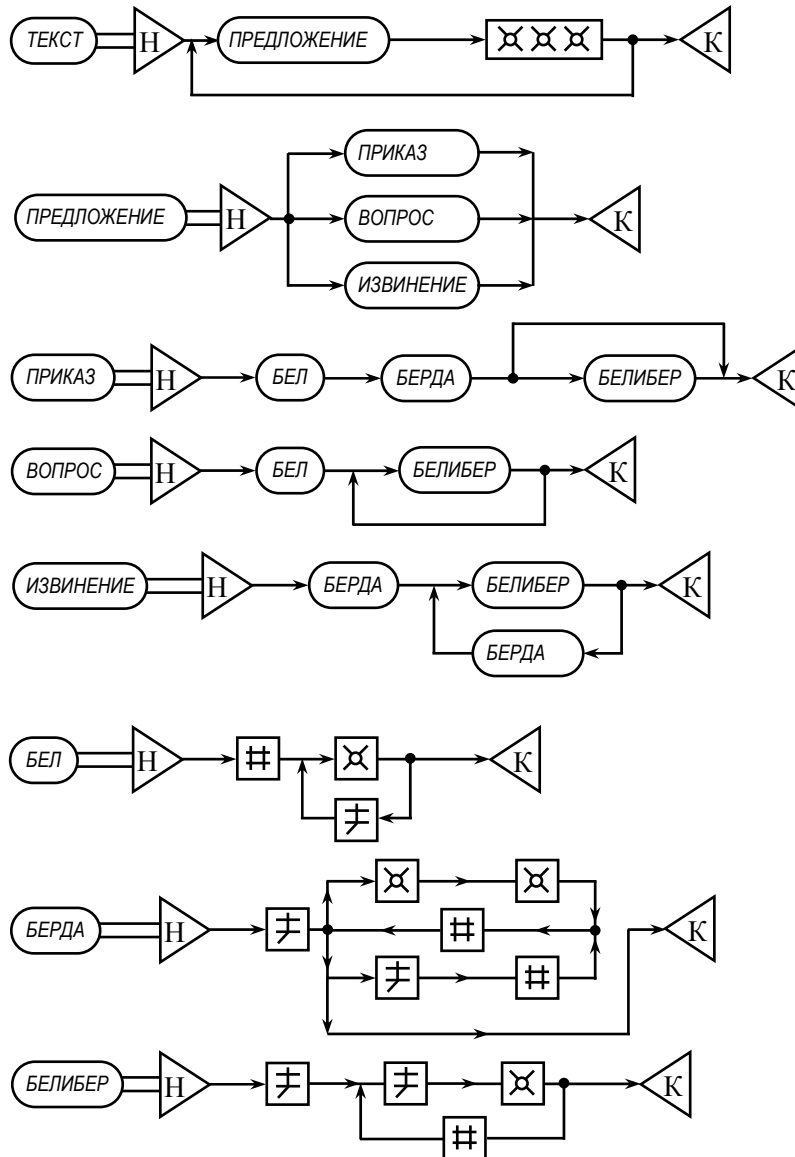 ТЕКСТ Н ПРЕДЛОЖЕНИЕ К
ПРИКАЗ
ПРЕДЛОЖЕНИЕ Н ВОПРОС К
ИЗВИНЕНИЕ
ПРИКАЗ Н БЕЛ БЕРДА БЕЛИБЕР К
ВОПРОС Н БЕЛ БЕЛИБЕР К
ИЗВИНЕНИЕ Н БЕРДА БЕЛИБЕР К
БЕРДА
БЕЛ Н К
БЕРДА Н К
БЕЛИБЕР Н К